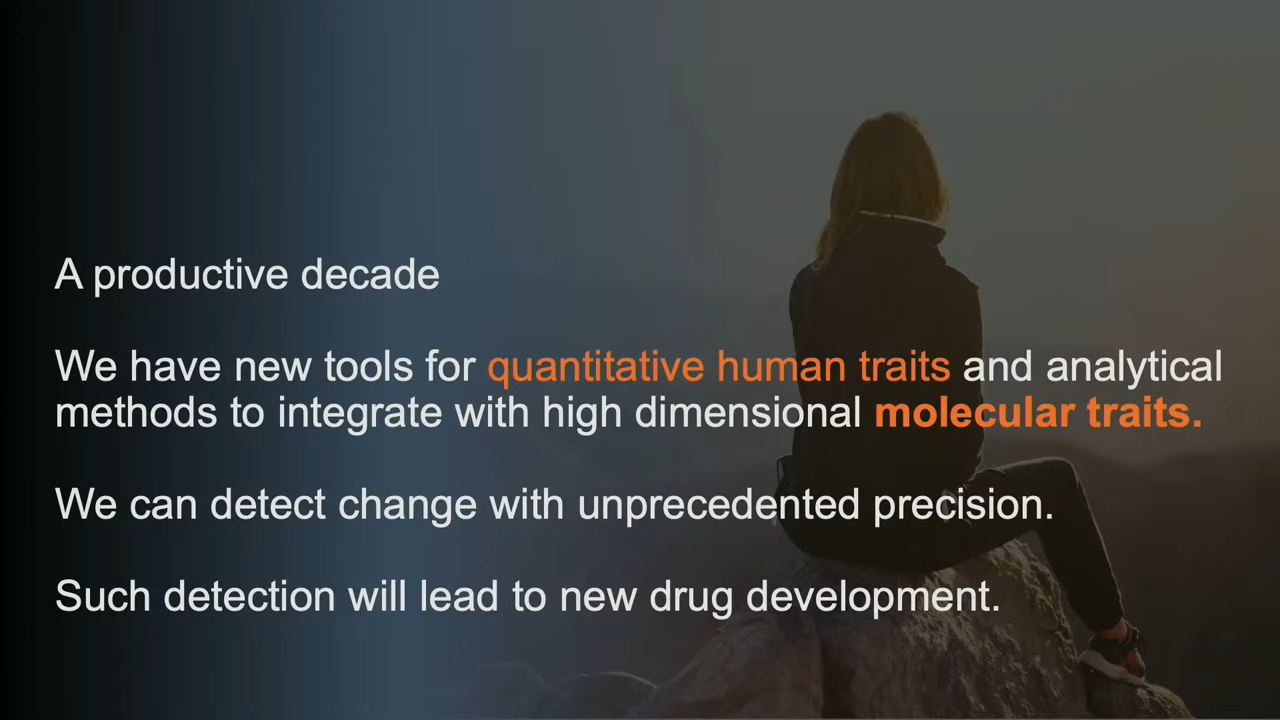 A productive decade
We have new tools for quantitative human traits and analytical
methods to integrate with high dimensional molecular traits.
We can detect change with unprecedented precision.
Such detection will lead to new drug development.